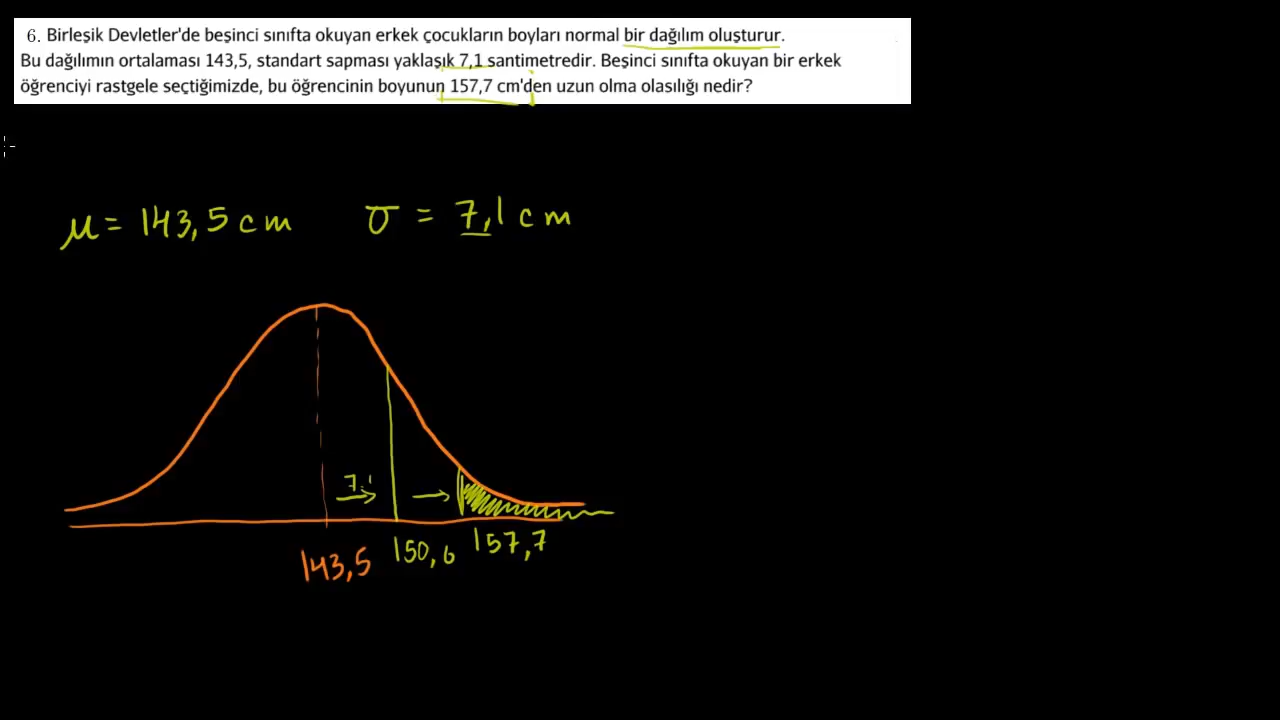 6. Birleşik Devletler'de beşinci sınıfta okuyan erkek çocukların boyları normal bir dağılım oluşturur.
Bu dağılımın ortalaması 143,5, standart sapması yaklaşık 7,1 santimetredir. Beşinci sınıfta okuyan bir erkek
öğrenciyi rastgele seçtiğimizde, bu öğrencinin boyunun 157,7 cm'den uzun olma olasılığı nedir?
μ = 143,5 cm σ = 7,1 cm
7.1
143,5 150,6 157,7